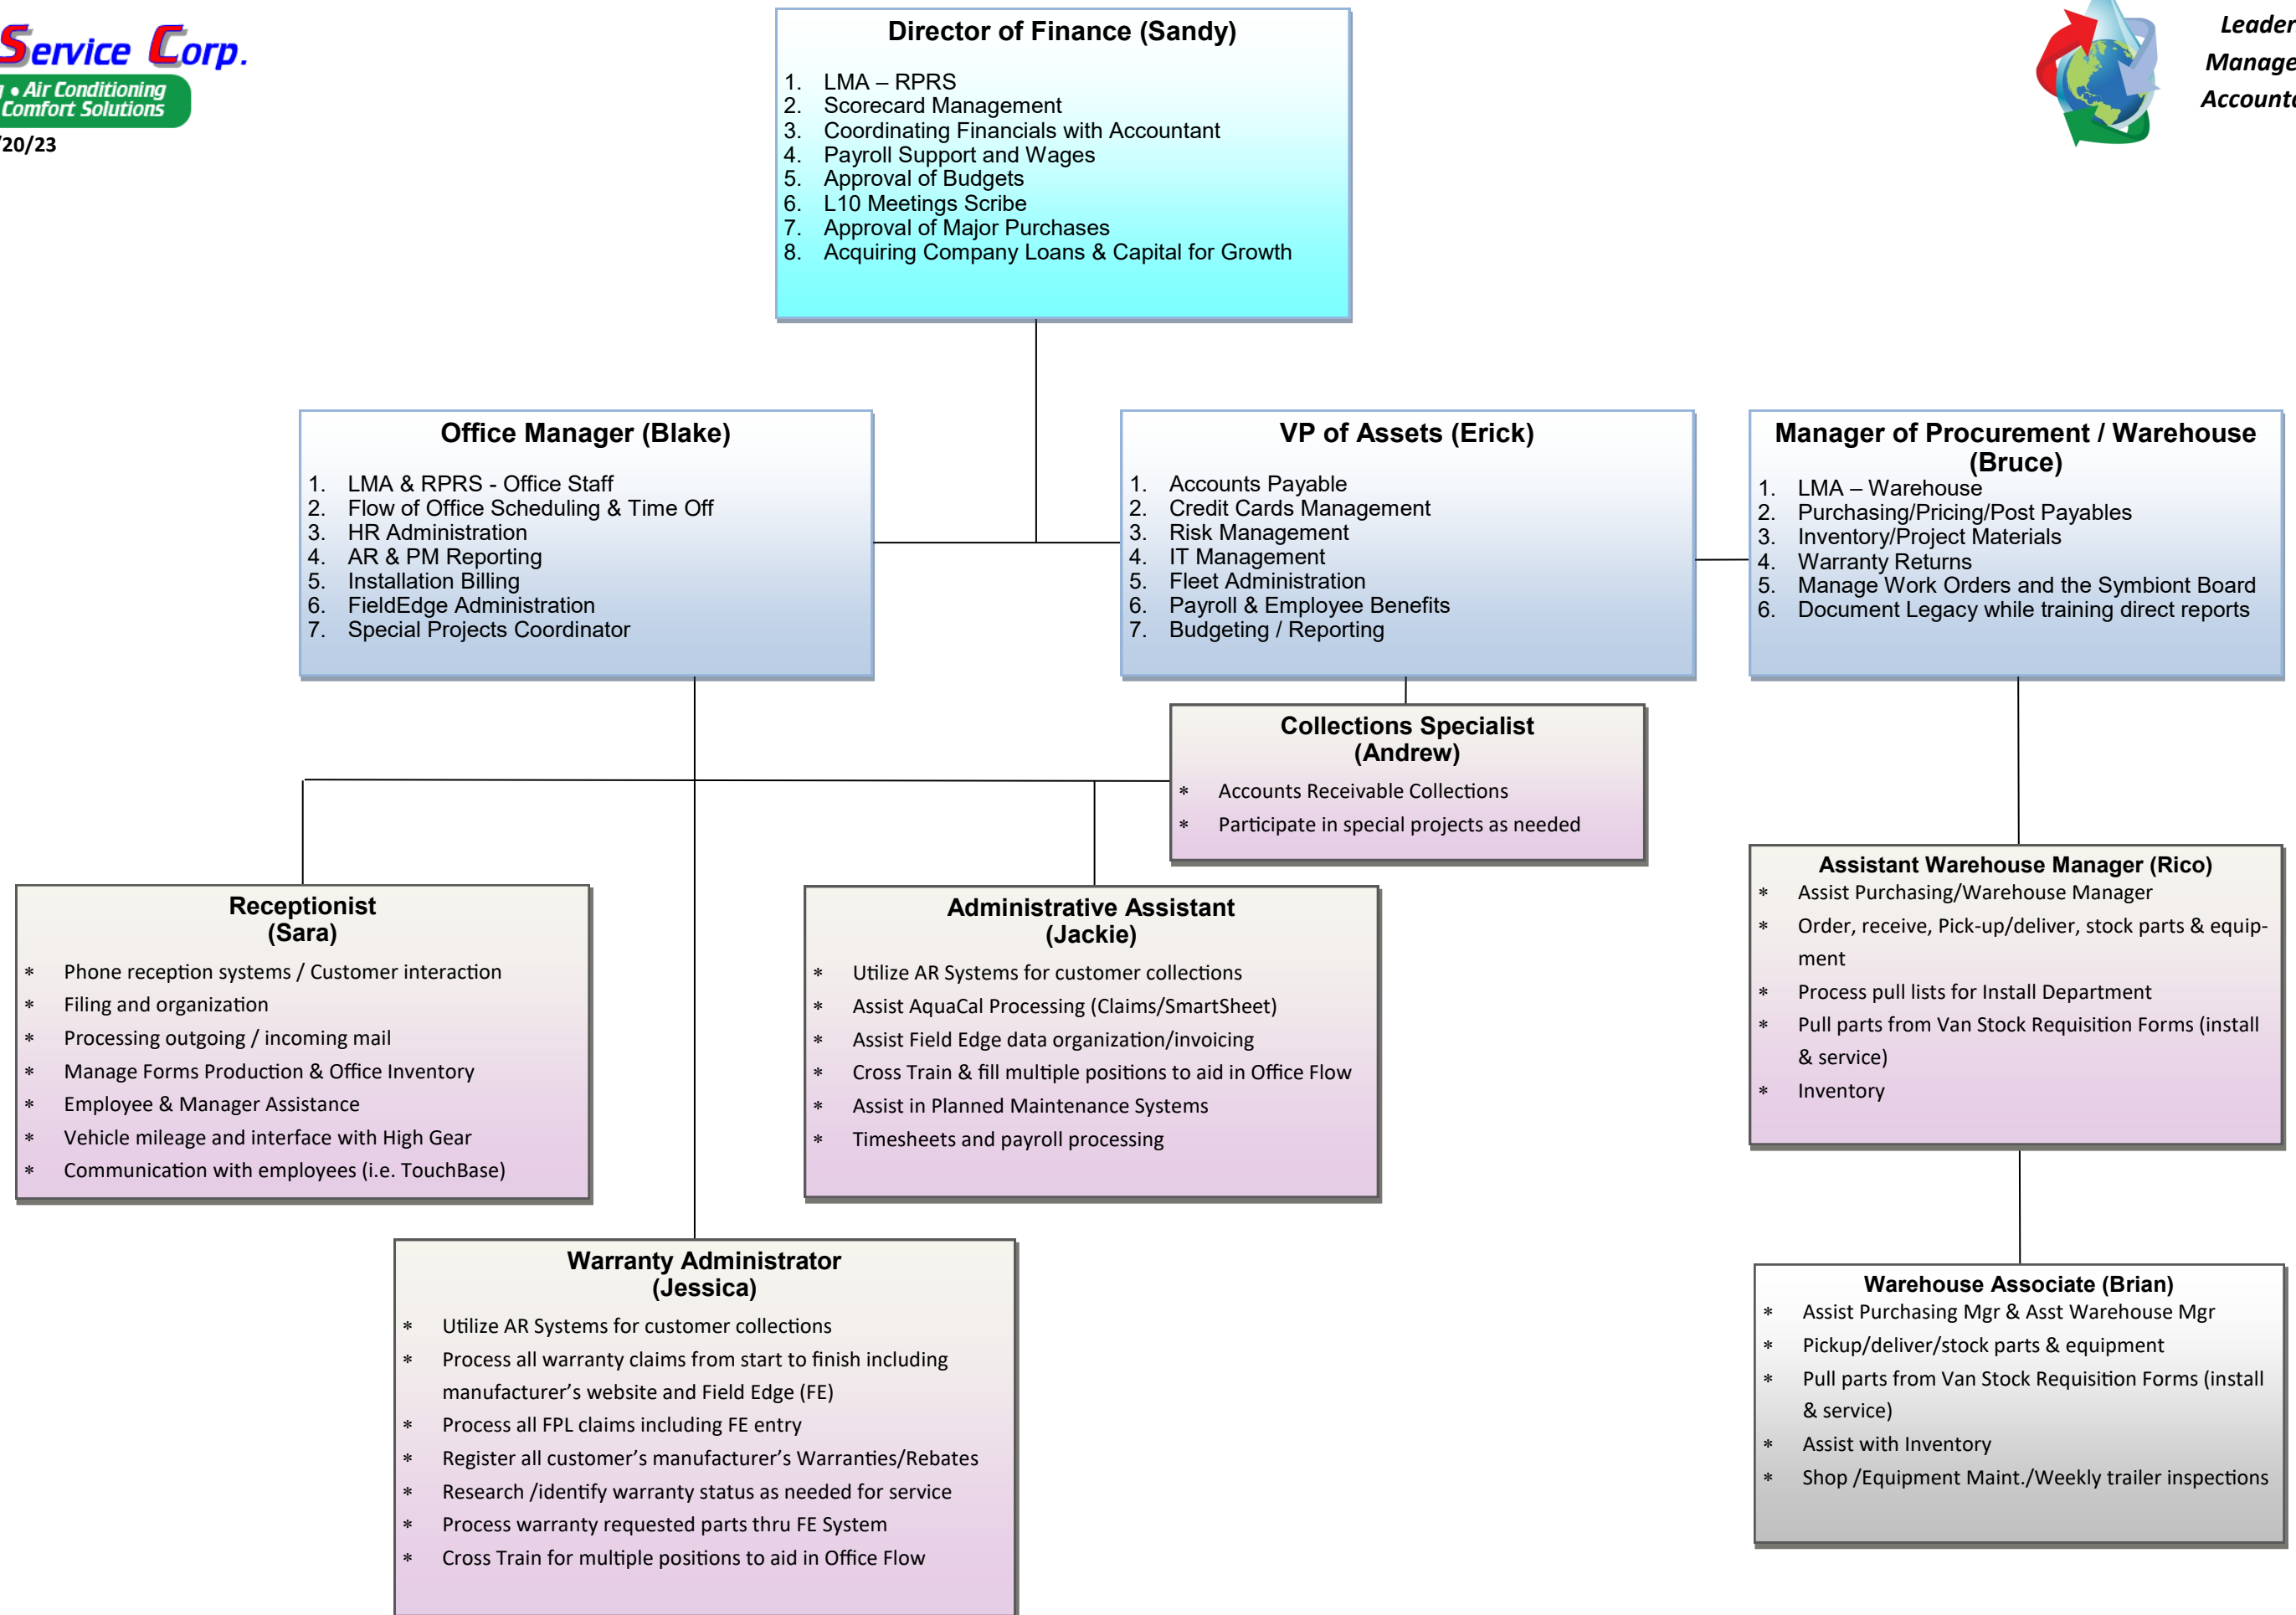 Service Corp.
• Air Conditioning
Comfort Solutions
/20/23
Director of Finance (Sandy)
1. LMA – RPRS
2. Scorecard Management
3. Coordinating Financials with Accountant
4. Payroll Support and Wages
5. Approval of Budgets
6. L10 Meetings Scribe
7. Approval of Major Purchases
8. Acquiring Company Loans & Capital for Growth
Leader
Manage
Accounta
Office Manager (Blake)
1. LMA & RPRS - Office Staff
2. Flow of Office Scheduling & Time Off
3. HR Administration
4. AR & PM Reporting
5. Installation Billing
6. FieldEdge Administration
7. Special Projects Coordinator
VP of Assets (Erick)
1. Accounts Payable
2. Credit Cards Management
3. Risk Management
4. IT Management
5. Fleet Administration
6. Payroll & Employee Benefits
7. Budgeting / Reporting
Manager of Procurement / Warehouse
(Bruce)
1. LMA – Warehouse
2. Purchasing/Pricing/Post Payables
3. Inventory/Project Materials
4. Warranty Returns
5. Manage Work Orders and the Symbiont Board
6. Document Legacy while training direct reports
Collections Specialist
(Andrew)
* Accounts Receivable Collections
* Participate in special projects as needed
Receptionist
(Sara)
* Phone reception systems / Customer interaction
* Filing and organization
* Processing outgoing / incoming mail
* Manage Forms Production & Office Inventory
* Employee & Manager Assistance
* Vehicle mileage and interface with High Gear
* Communication with employees (i.e. TouchBase)
Administrative Assistant
(Jackie)
* Utilize AR Systems for customer collections
* Assist AquaCal Processing (Claims/SmartSheet)
* Assist Field Edge data organization/invoicing
* Cross Train & fill multiple positions to aid in Office Flow
* Assist in Planned Maintenance Systems
* Timesheets and payroll processing
Assistant Warehouse Manager (Rico)
* Assist Purchasing/Warehouse Manager
* Order, receive, Pick-up/deliver, stock parts & equip-
ment
* Process pull lists for Install Department
* Pull parts from Van Stock Requisition Forms (install
& service)
* Inventory
Warranty Administrator
(Jessica)
* Utilize AR Systems for customer collections
* Process all warranty claims from start to finish including
manufacturer’s website and Field Edge (FE)
* Process all FPL claims including FE entry
* Register all customer’s manufacturer’s Warranties/Rebates
* Research /identify warranty status as needed for service
* Process warranty requested parts thru FE System
* Cross Train for multiple positions to aid in Office Flow
Warehouse Associate (Brian)
* Assist Purchasing Mgr & Asst Warehouse Mgr
* Pickup/deliver/stock parts & equipment
* Pull parts from Van Stock Requisition Forms (install
& service)
* Assist with Inventory
* Shop /Equipment Maint./Weekly trailer inspections